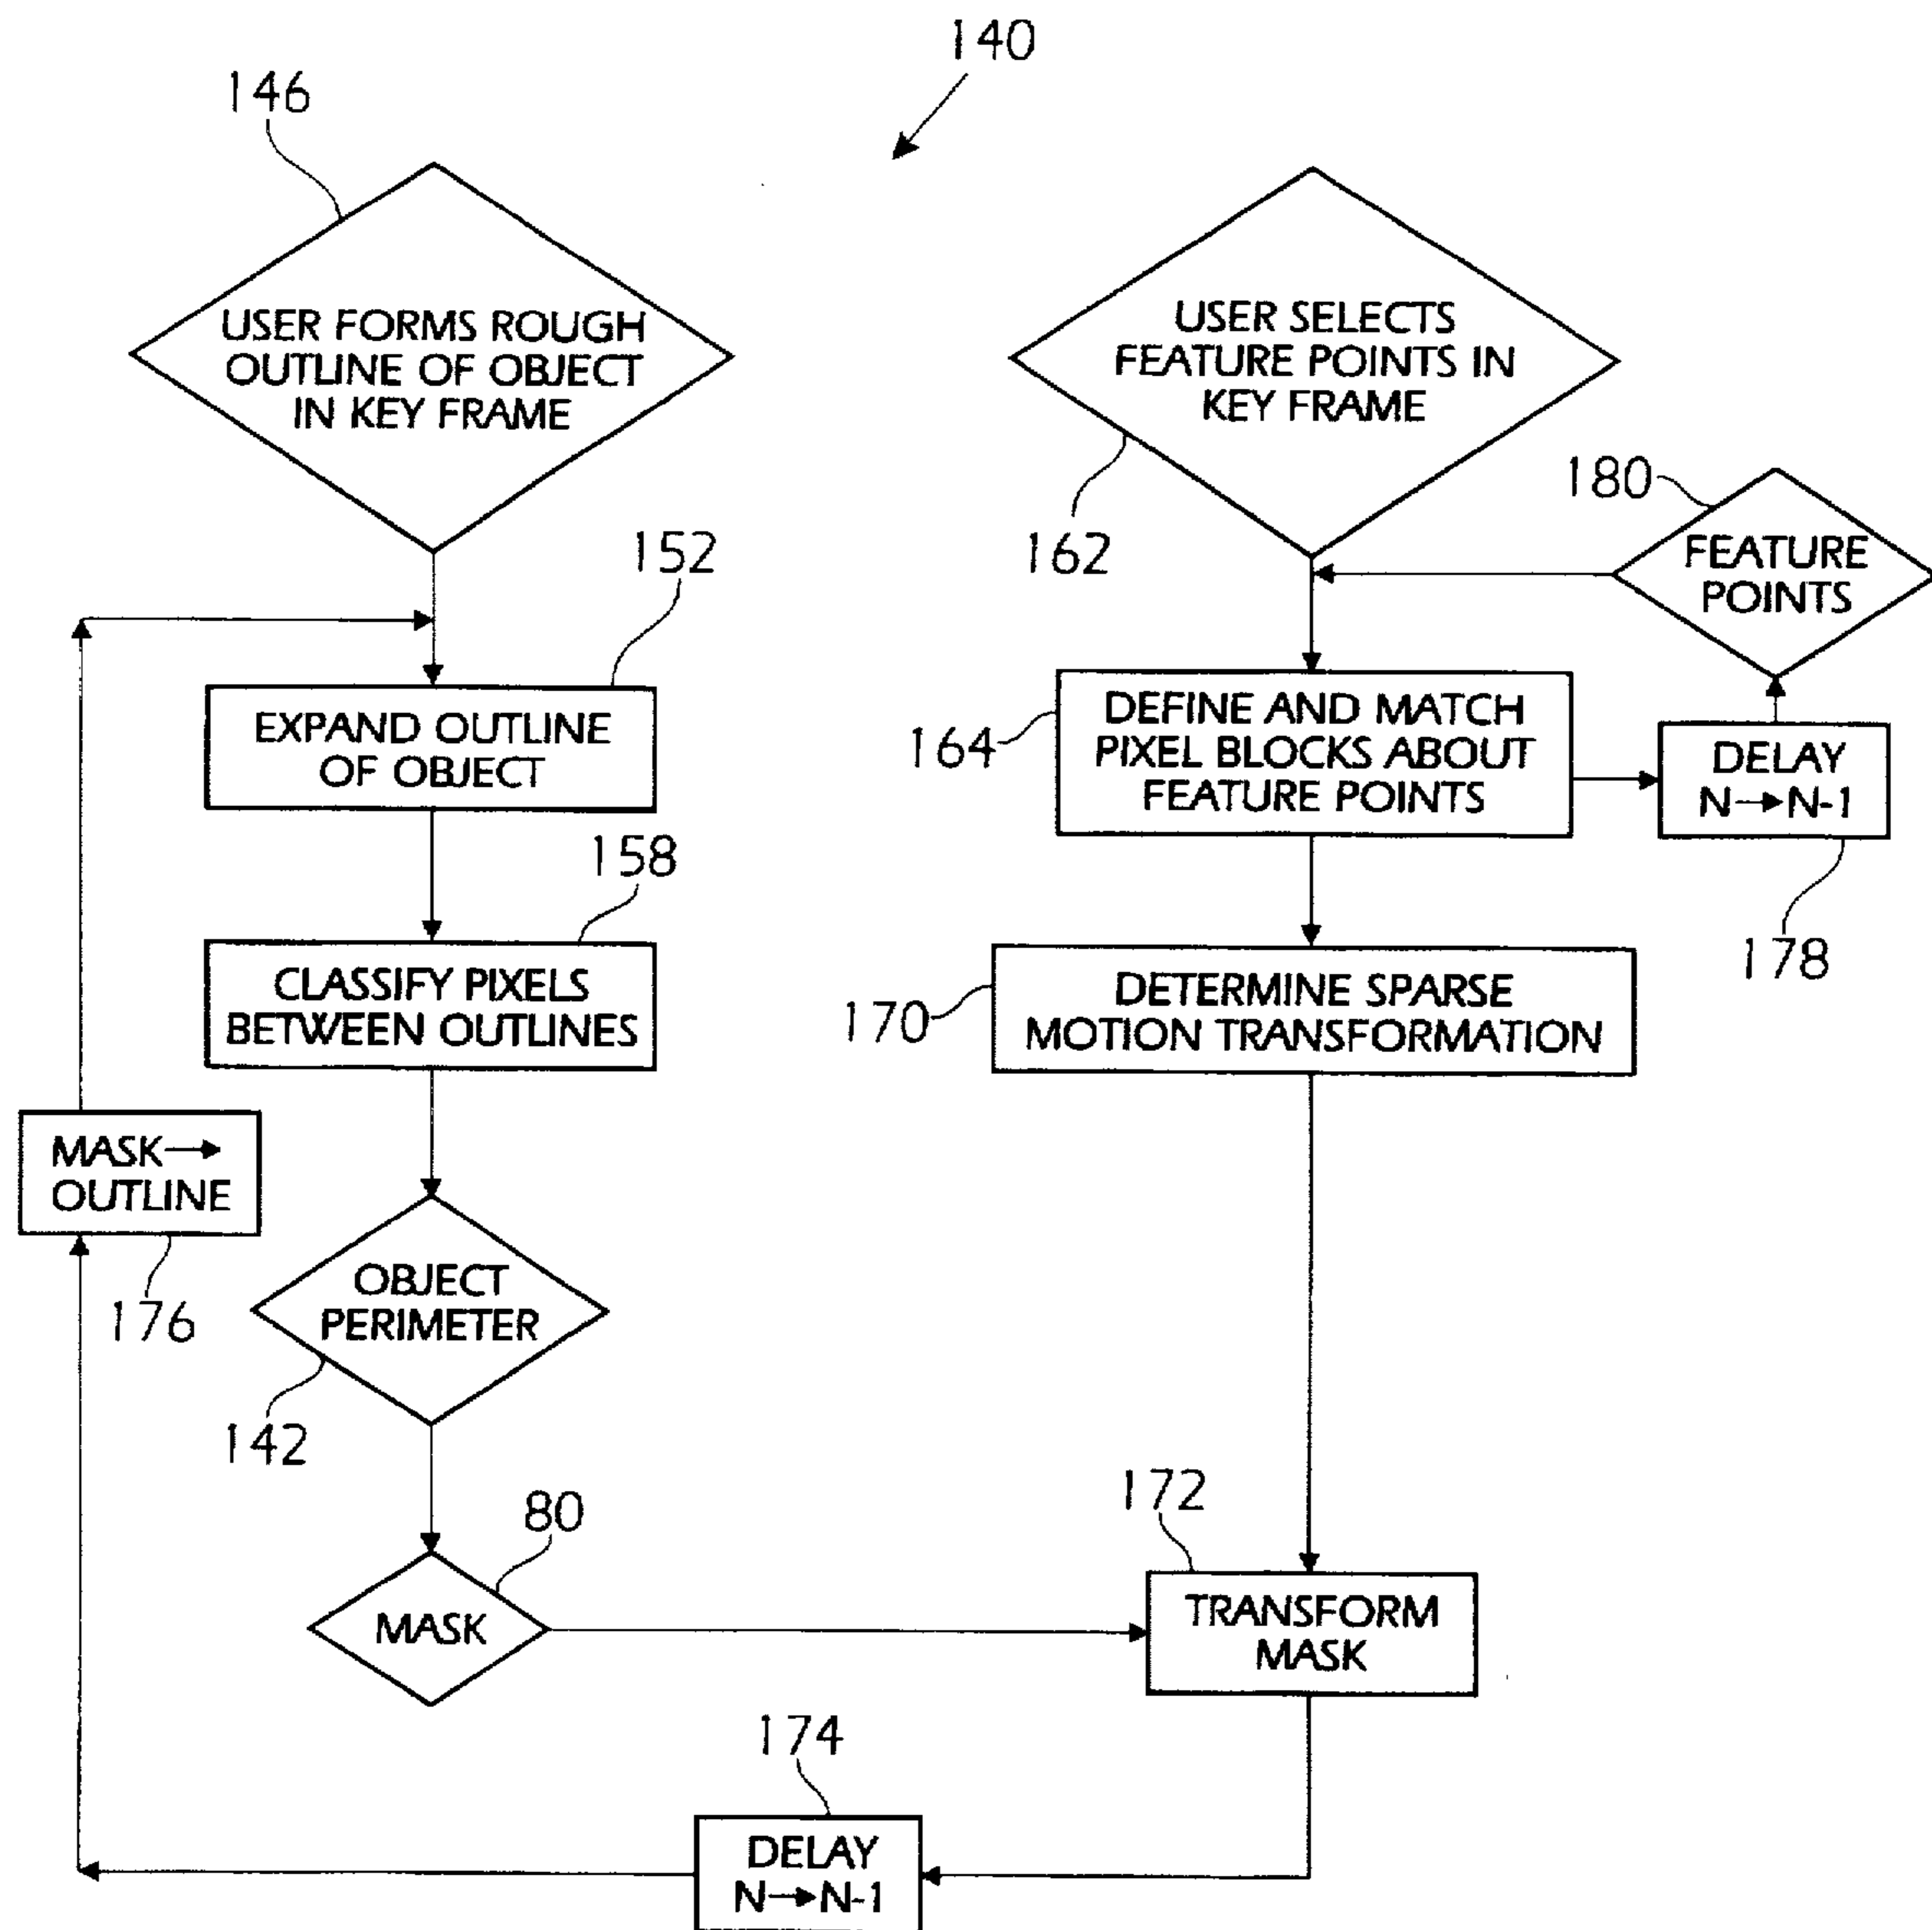 140
146
USER FORMS ROUGH
OUTLINE OF OBJECT
IN KEY FRAME
USER SELECTS
FEATURE POINTS IN
KEY FRAME
162
180
FEATURE
POINTS
152
EXPAND OUTLINE
OF OBJECT
164
DEFINE AND MATCH
PIXEL BLOCKS ABOUT
FEATURE POINTS
DELAY
N→N-1
178
158
CLASSIFY PIXELS
BETWEEN OUTLINES
170
DETERMINE SPARSE
MOTION TRANSFORMATION
MASK→
OUTLINE
176
OBJECT
PERIMETER
142
80
MASK
172
TRANSFORM
MASK
174
DELAY
N→N-1